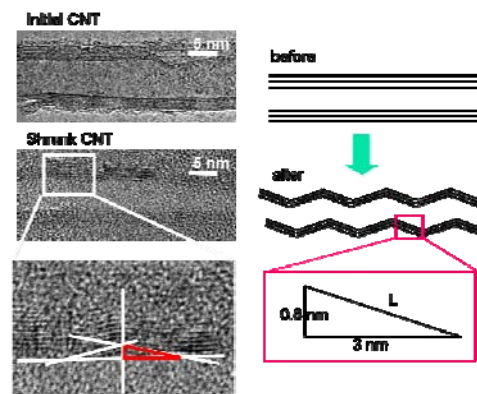 Initial CNT
5 nm
Shrunk CNT
5 nm
before
after
0.8 nm
L
3 nm